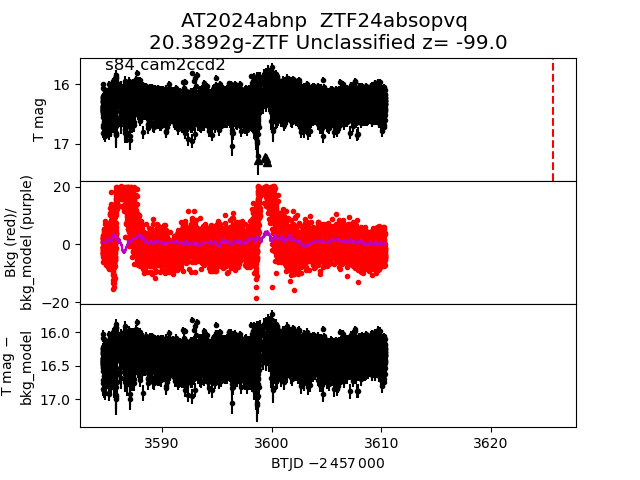 AT2024abnp  ZTF24absopvq
20.3892g-ZTF Unclassified z= -99.0
s84 cam2ccd2
T mag
16
17
Bkg (red)/
bkg_model (purple)
20
0
−20
T mag −
bkg_model
16.0
16.5
17.0
3590
3600
3610
3620
BTJD −2 457 000